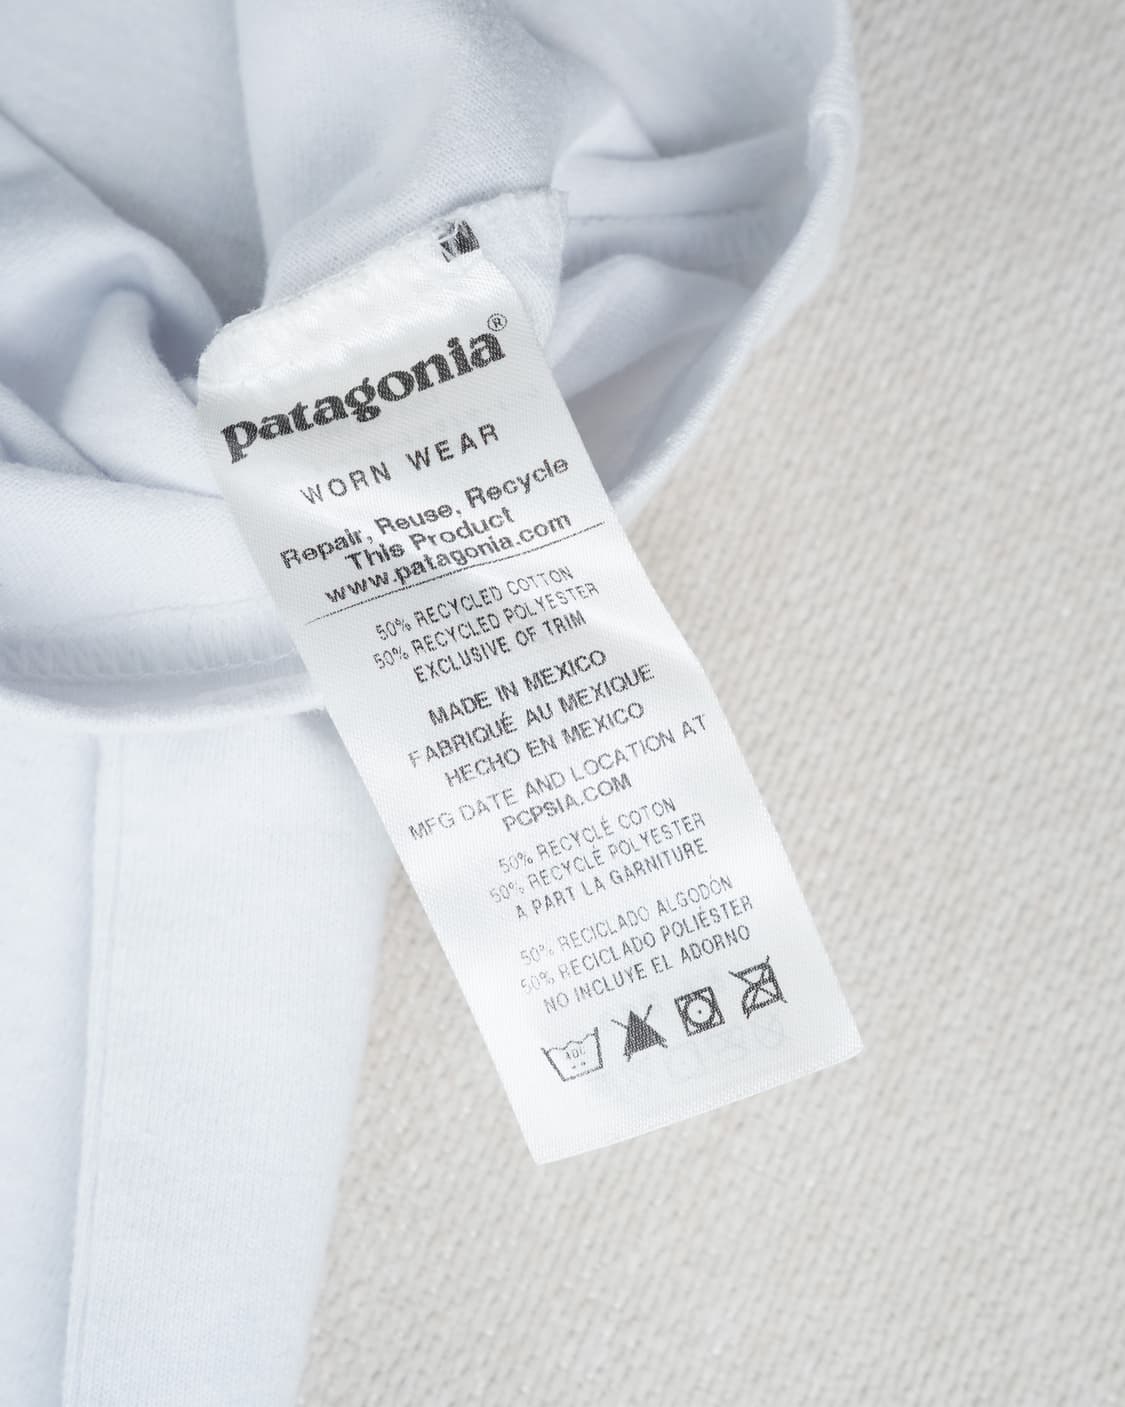 patagonia®
WORN WEAR
Repair, Reuse, Recycle
This Product
www.patagonia.com
50% RECYCLED COTTON
50% RECYCLED POLYESTER
EXCLUSIVE OF TRIM
MADE IN MEXICO
FABRIQUÉ AU MEXIQUE
HECHO EN MEXICO
MFG DATE AND LOCATION AT
PCPSIA.COM
50% RECYCLÉ COTON
50% RECYCLÉ POLYESTER
A PART LA GARNITURE
50% RECICLADO ALGODÓN
50% RECICLADO POLIÉSTER
NO INCLUYE EL ADORNO